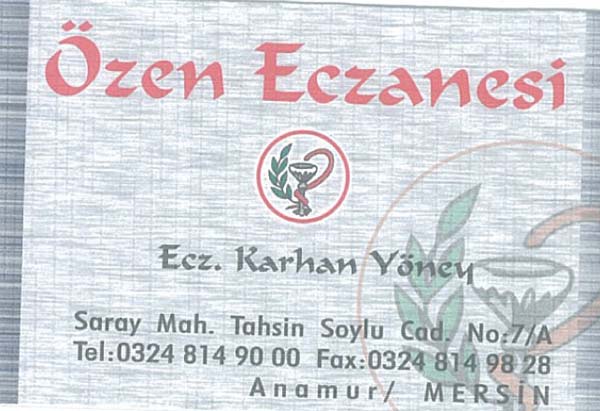 Özen Eczanesi
Ecz. Karhan Yöney
Saray Mah. Tahsin Soylu Cad. No:7/A
Tel:0324 814 90 00 Fax:0324 814 98 28
Anamur/ MERSİN